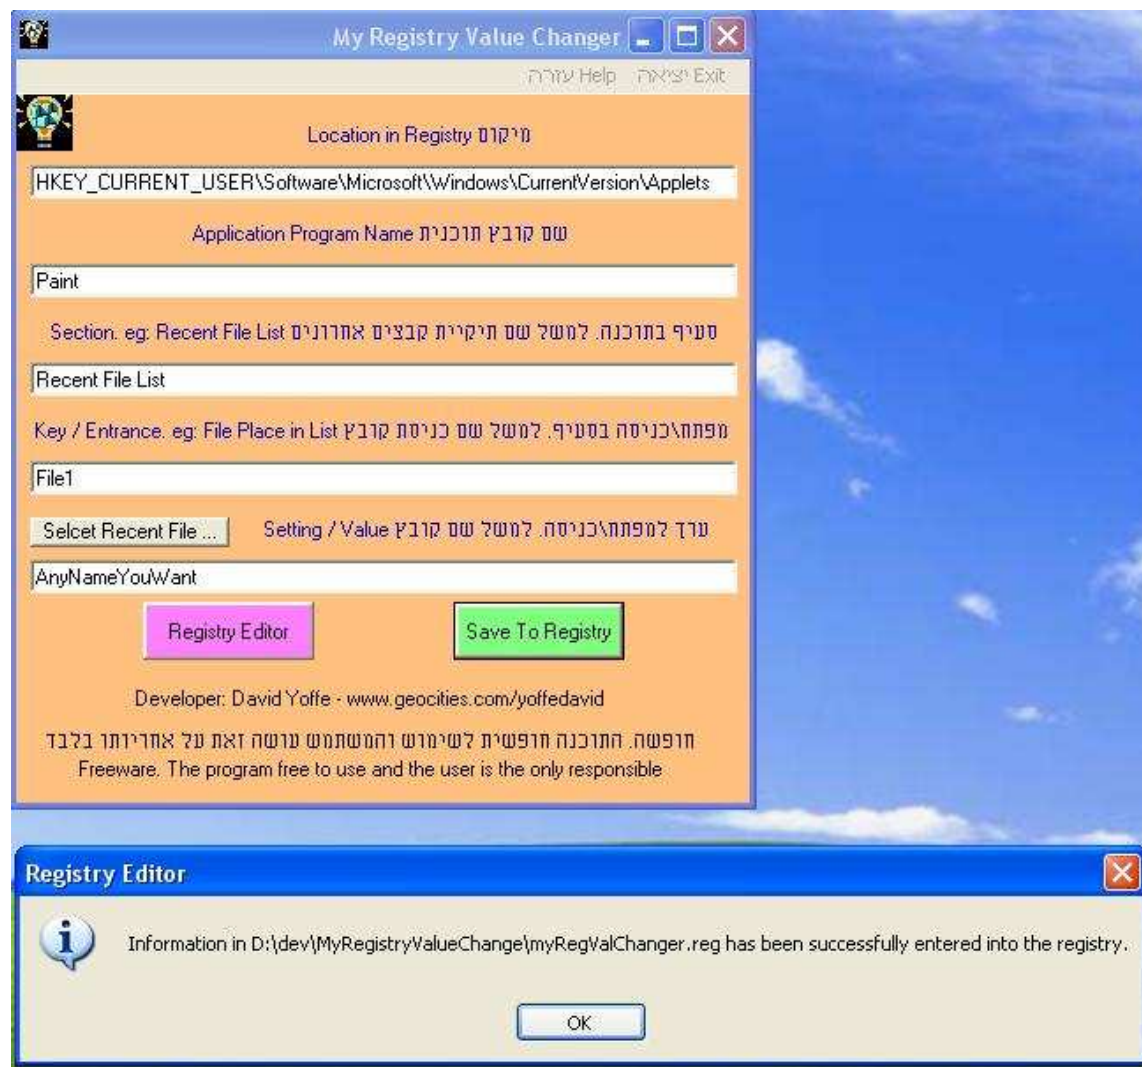 My Registry Value Changer
עזרה Help יציאה Exit
Location in Registry מיקום
HKEY_CURRENT_USER\Software\Microsoft\Windows\CurrentVersion\Applets
Application Program Name שם קובץ תוכנית
Paint
Section. eg: Recent File List סעיף בתוכנה. למשל שם תיקיית קבצים אחרונים
Recent File List
Key / Entrance. eg: File Place in List מפתח\כניסה בסעיף. למשל שם כניסת קובץ
File1
Selcet Recent File ... Setting / Value ערך למפתח\כניסה. למשל שם קובץ
AnyNameYouWant
Registry Editor Save To Registry
Developer: David Yoffe - www.geocities.com/yoffedavid
חופשה. התוכנה חופשית לשימוש והמשתמש עושה זאת על אחריותו בלבד
Freeware. The program free to use and the user is the only responsible
Registry Editor
Information in D:\dev\MyRegistryValueChange\myRegValChanger.reg has been successfully entered into the registry.
OK